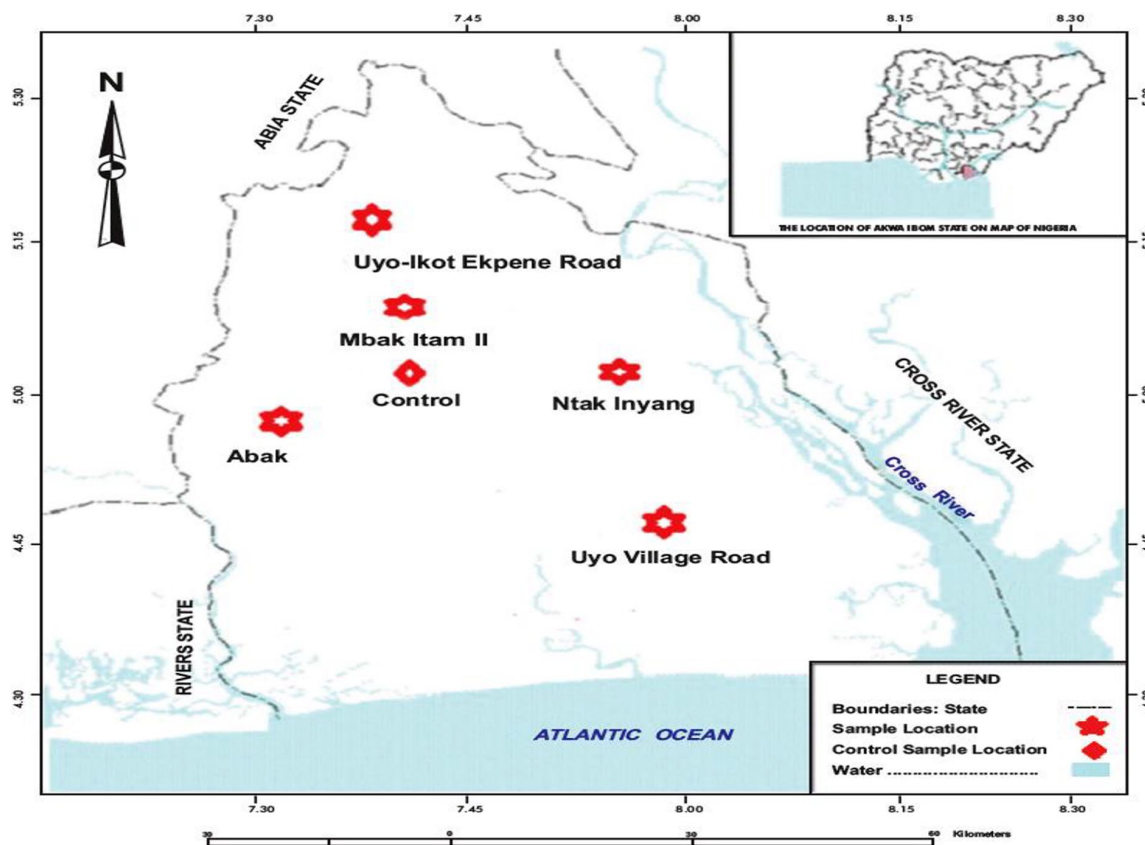 7.30 7.45 8.00 8.15 8.30
N
5.30
ABIA STATE
THE LOCATION OF AKWA IBOM STATE ON MAP OF NIGERIA
5.15
Uyo-Ikot Ekpene Road
Mbak Itam II
Control
Ntak Inyang
CROSS RIVER STATE
5.00
Abak
Cross River
Uyo Village Road
4.45
RIVERS STATE
4.30
ATLANTIC OCEAN
LEGEND
Boundaries: State
Sample Location
Control Sample Location
Water ...................................
7.30 7.45 8.00 8.15 8.30
0 30 60 Kilometers